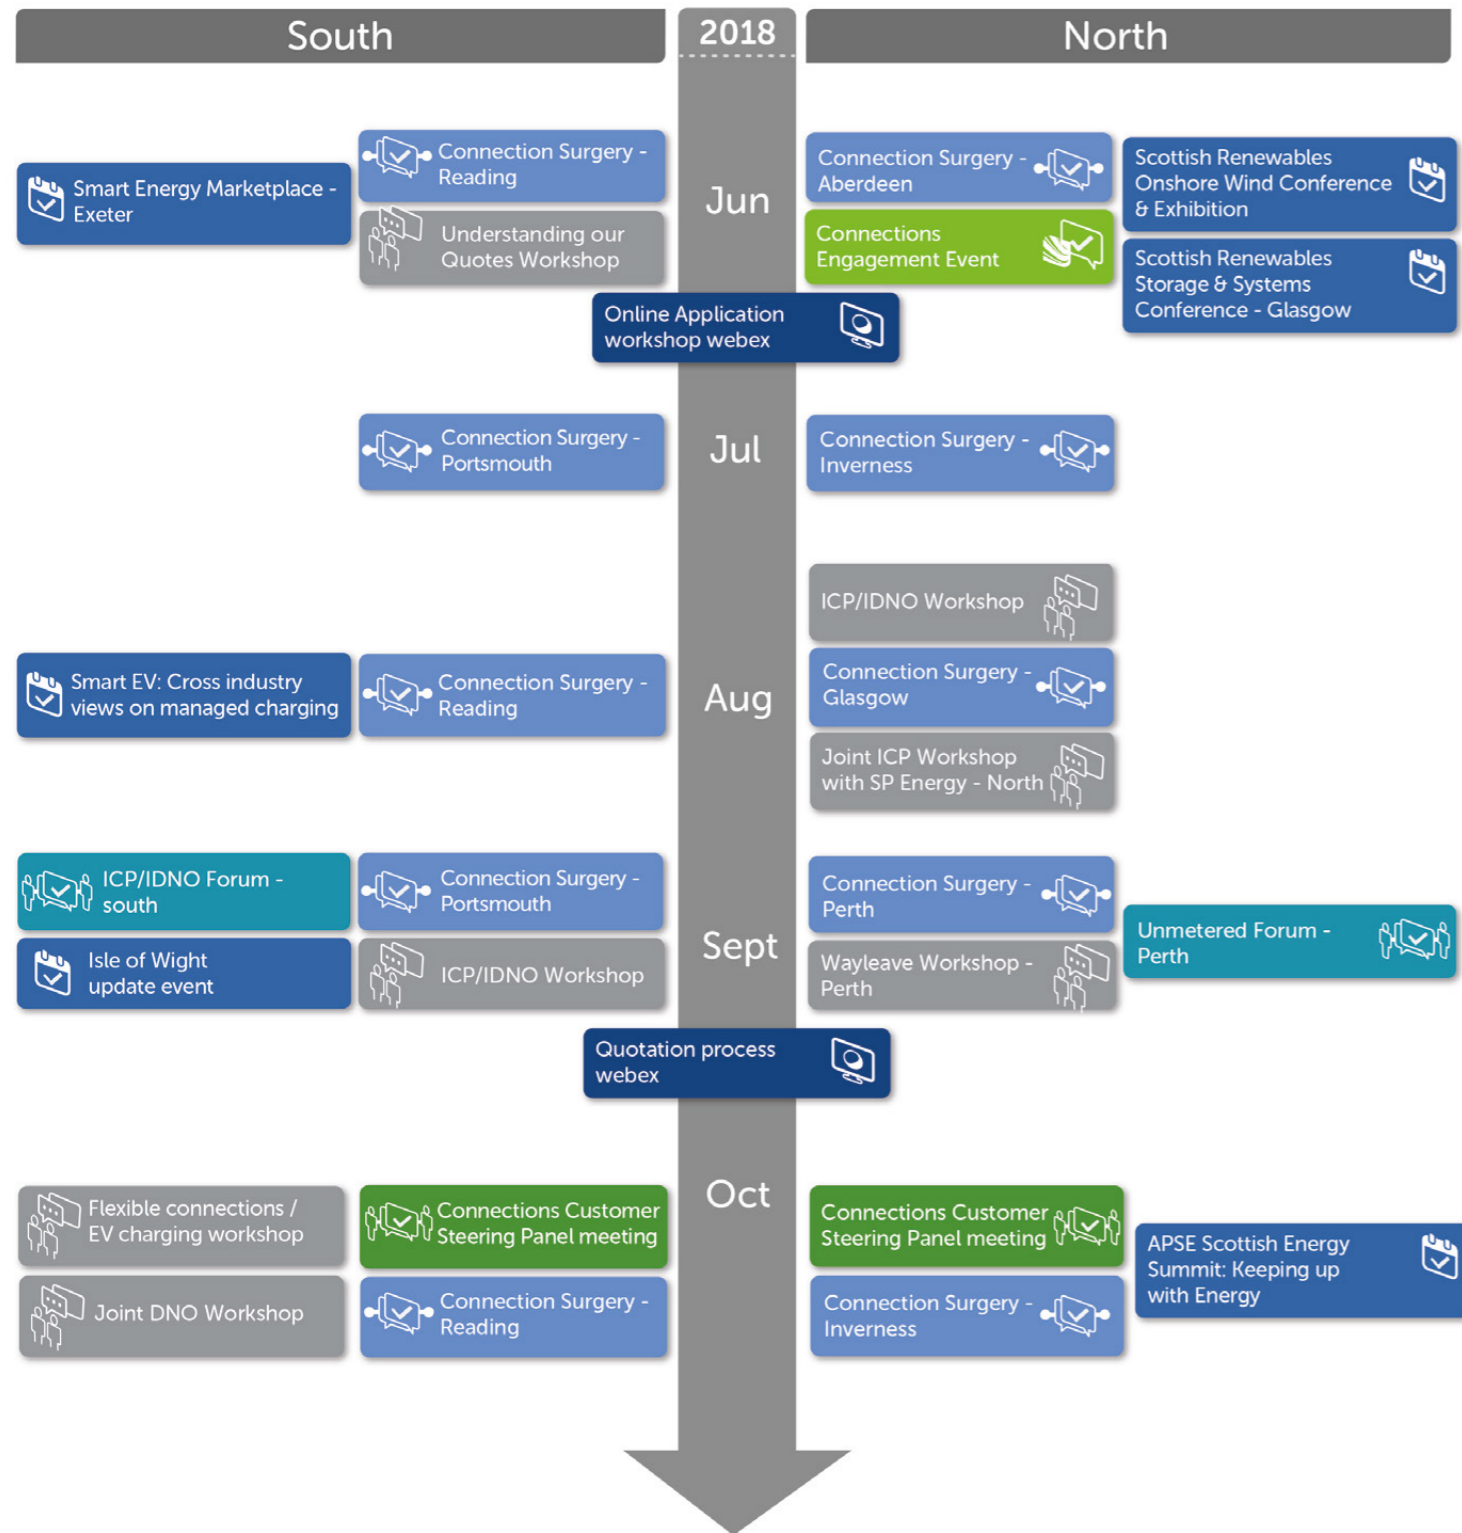 South
2018
North
Connection Surgery -
Reading
Smart Energy Marketplace -
Exeter
Understanding our
Quotes Workshop
Jun
Connection Surgery -
Aberdeen
Connections
Engagement Event
Scottish Renewables
Onshore Wind Conference
& Exhibition
Scottish Renewables
Storage & Systems
Conference - Glasgow
Online Application
workshop webex
Connection Surgery -
Portsmouth
Jul
Connection Surgery -
Inverness
Smart EV: Cross industry
views on managed charging
Connection Surgery -
Reading
Aug
ICP/IDNO Workshop
Connection Surgery -
Glasgow
Joint ICP Workshop
with SP Energy - North
ICP/IDNO Forum -
south
Connection Surgery -
Portsmouth
Isle of Wight
update event
ICP/IDNO Workshop
Sept
Connection Surgery -
Perth
Wayleave Workshop -
Perth
Unmetered Forum -
Perth
Quotation process
webex
Flexible connections /
EV charging workshop
Connections Customer
Steering Panel meeting
Joint DNO Workshop
Connection Surgery -
Reading
Oct
Connections Customer
Steering Panel meeting
Connection Surgery -
Inverness
APSE Scottish Energy
Summit: Keeping up
with Energy